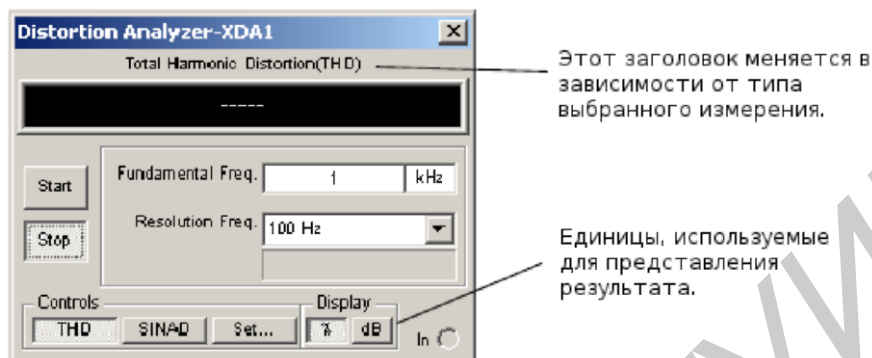 Distortion Analyzer-XDA1
Total Harmonic Distortion(THD)
Этот заголовок меняется в
зависимости от типа
выбранного измерения.
-----
Start
Fundamental Freq. 1 kHz
Stop
Resolution Freq. 100 Hz
Единицы, используемые
для представления
результата.
Controls
Display
THD SINAD Set... % dB In